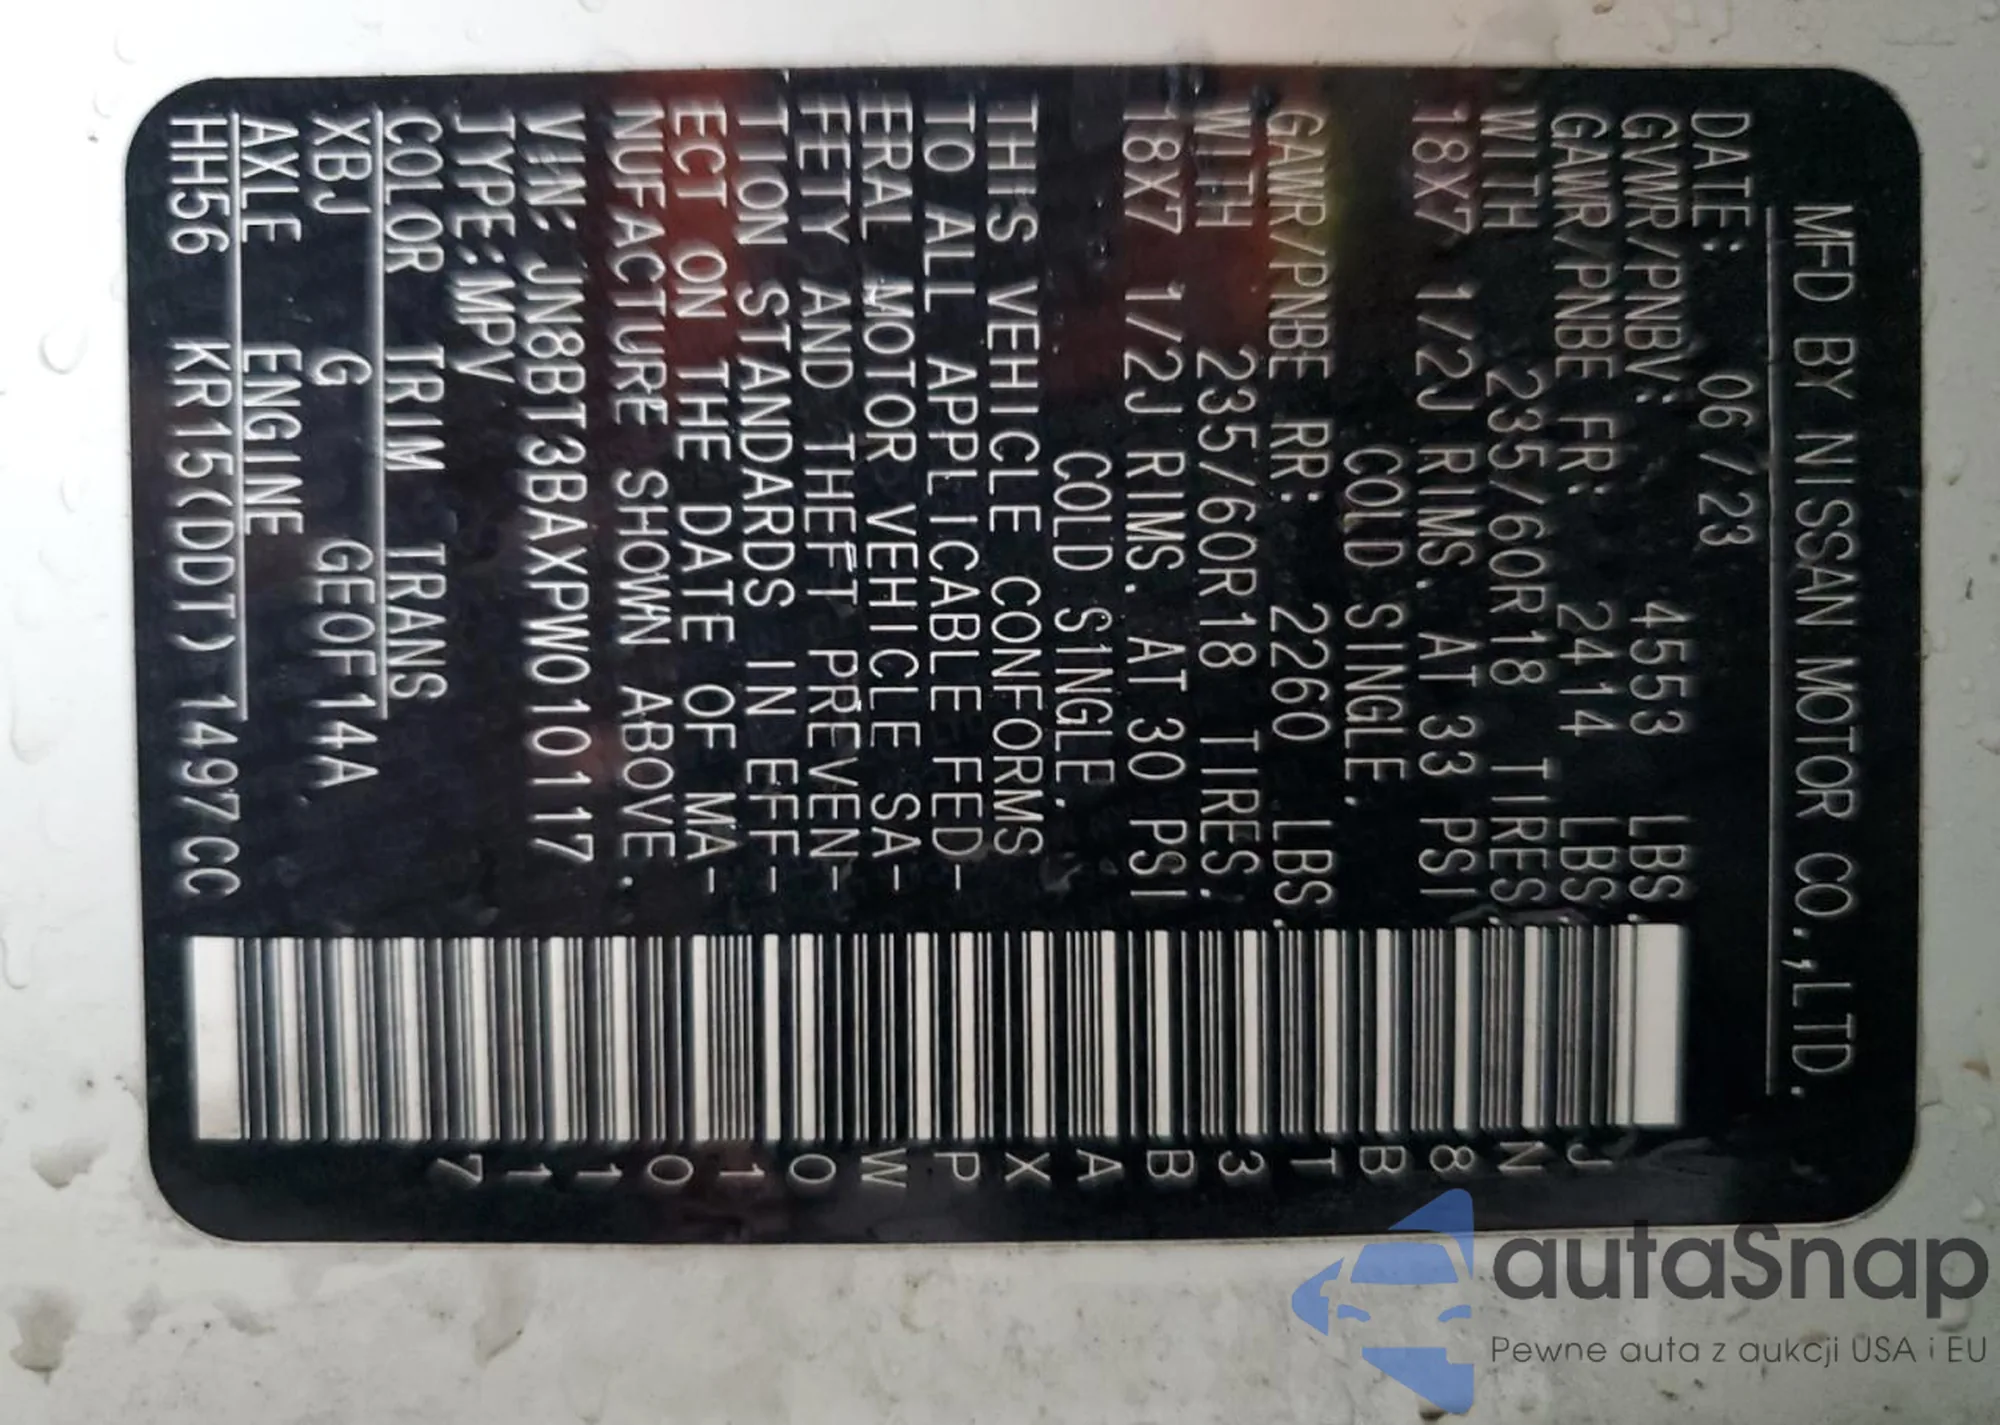 MFD BY NISSAN MOTOR CO.,LTD.
DATE: 06/23
GVWR/PNBV: 4553 LBS.
GAWR/PNBE FR: 2414 LBS.
WITH 235/60R18 TIRES,
18X7 1/2J RIMS. AT 33 PSI
COLD SINGLE.
GAWR/PNBE RR: 2260 LBS.
WITH 235/60R18 TIRES.
18X7 1/2J RIMS. AT 30 PSI
COLD SINGLE.
THIS VEHICLE CONFORMS
TO ALL APPLICABLE FED-
ERAL MOTOR VEHICLE SA-
FETY AND THEFT PREVEN-
TION STANDARDS IN EFF-
ECT ON THE DATE OF MA-
NUFACTURE SHOWN ABOVE.
VIN: JN8BT3BAXPW010117
TYPE:MPV
COLOR TRIM TRANS
XBJ G GE0F14A
AXLE ENGINE
HH56 KR15(DDT) 1497CC
JN8BT3BAXPW010117
autaSnap
Pewne auta z aukcji USA i EU